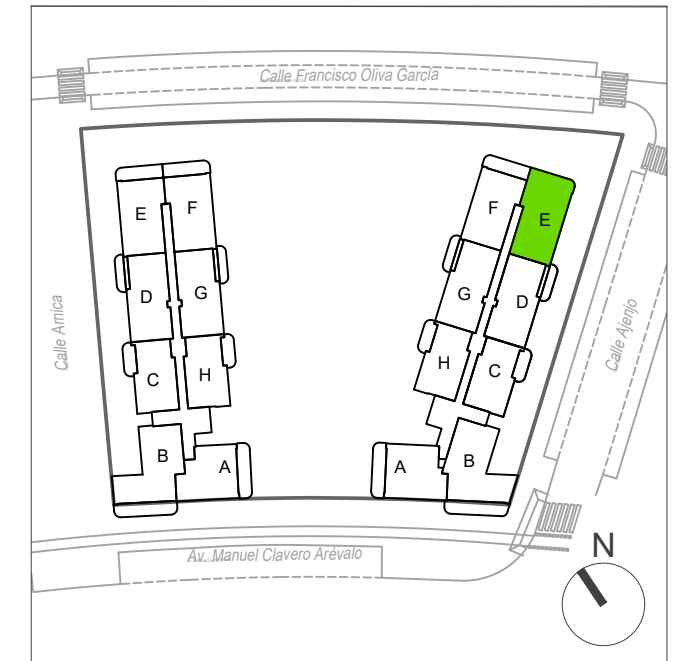 Calle Francisco Oliva García
E
F
F
E
D
G
G
D
C
H
H
C
B
A
A
B
Calle Arnica
Calle Ajenjo
Av. Manuel Clavero Arévalo
N